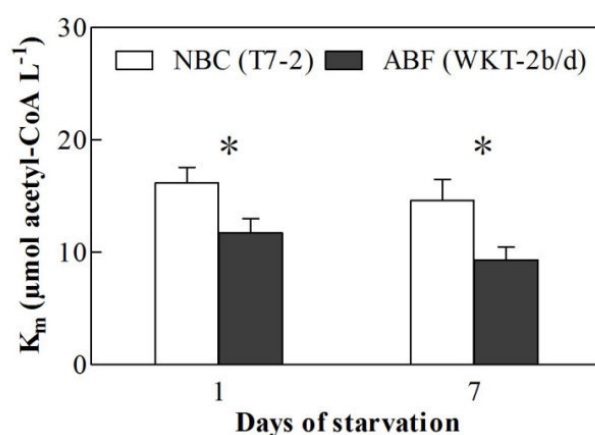 30
NBC (T7-2) ABF (WKT-2b/d)
20
* *
10
0
1 7
Days of starvation
Kₘ (µmol acetyl-CoA L⁻¹)